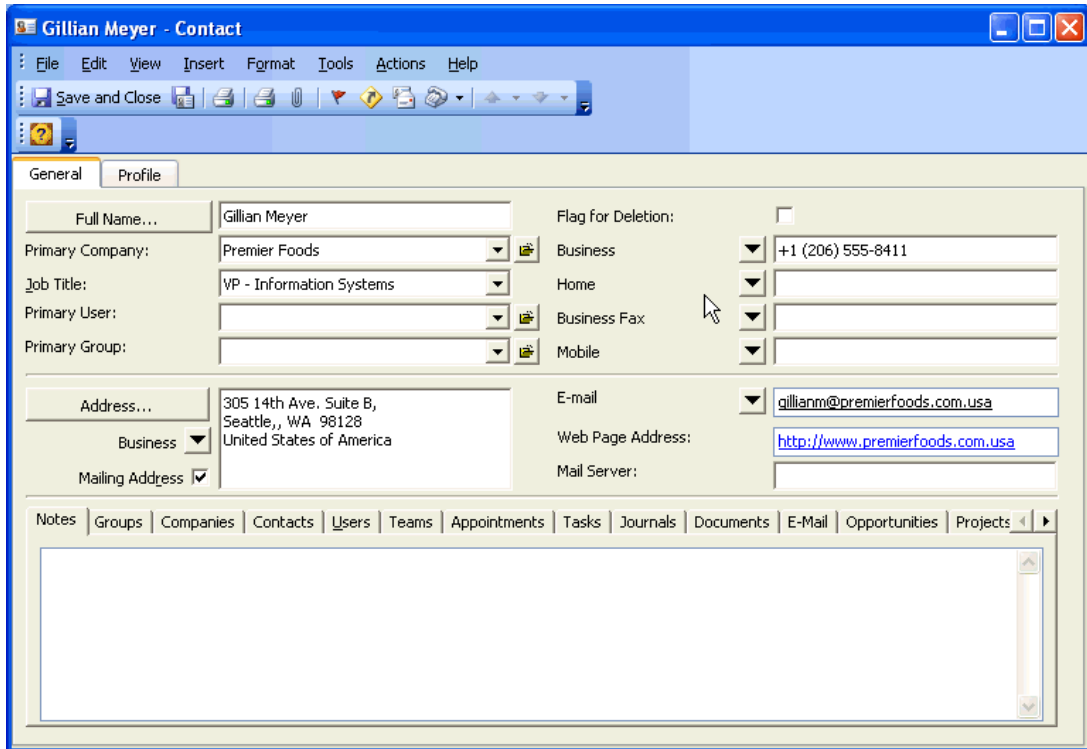 Gillian Meyer - Contact
File Edit View Insert Format Tools Actions Help
Save and Close
General Profile
Full Name... Gillian Meyer Flag for Deletion:
Primary Company: Premier Foods Business +1 (206) 555-8411
Job Title: VP - Information Systems Home
Primary User: Business Fax
Primary Group: Mobile
Address... 305 14th Ave. Suite B, E-mail gillianm@premierfoods.com.usa
Seattle,, WA 98128
Business United States of America Web Page Address: http://www.premierfoods.com.usa
Mailing Address Mail Server:
Notes Groups Companies Contacts Users Teams Appointments Tasks Journals Documents E-Mail Opportunities Projects